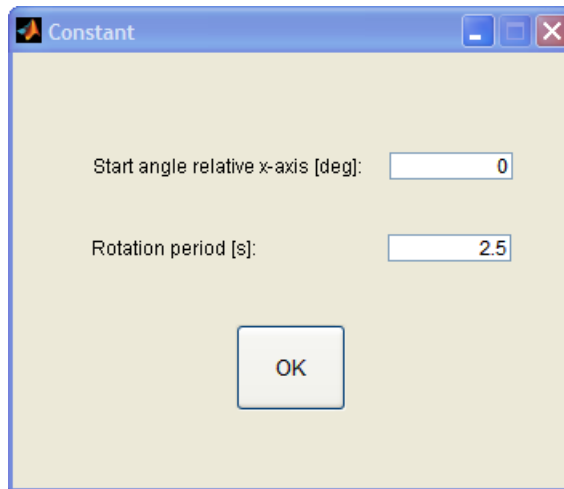 Constant
Start angle relative x-axis [deg]: 0
Rotation period [s]: 2.5
OK